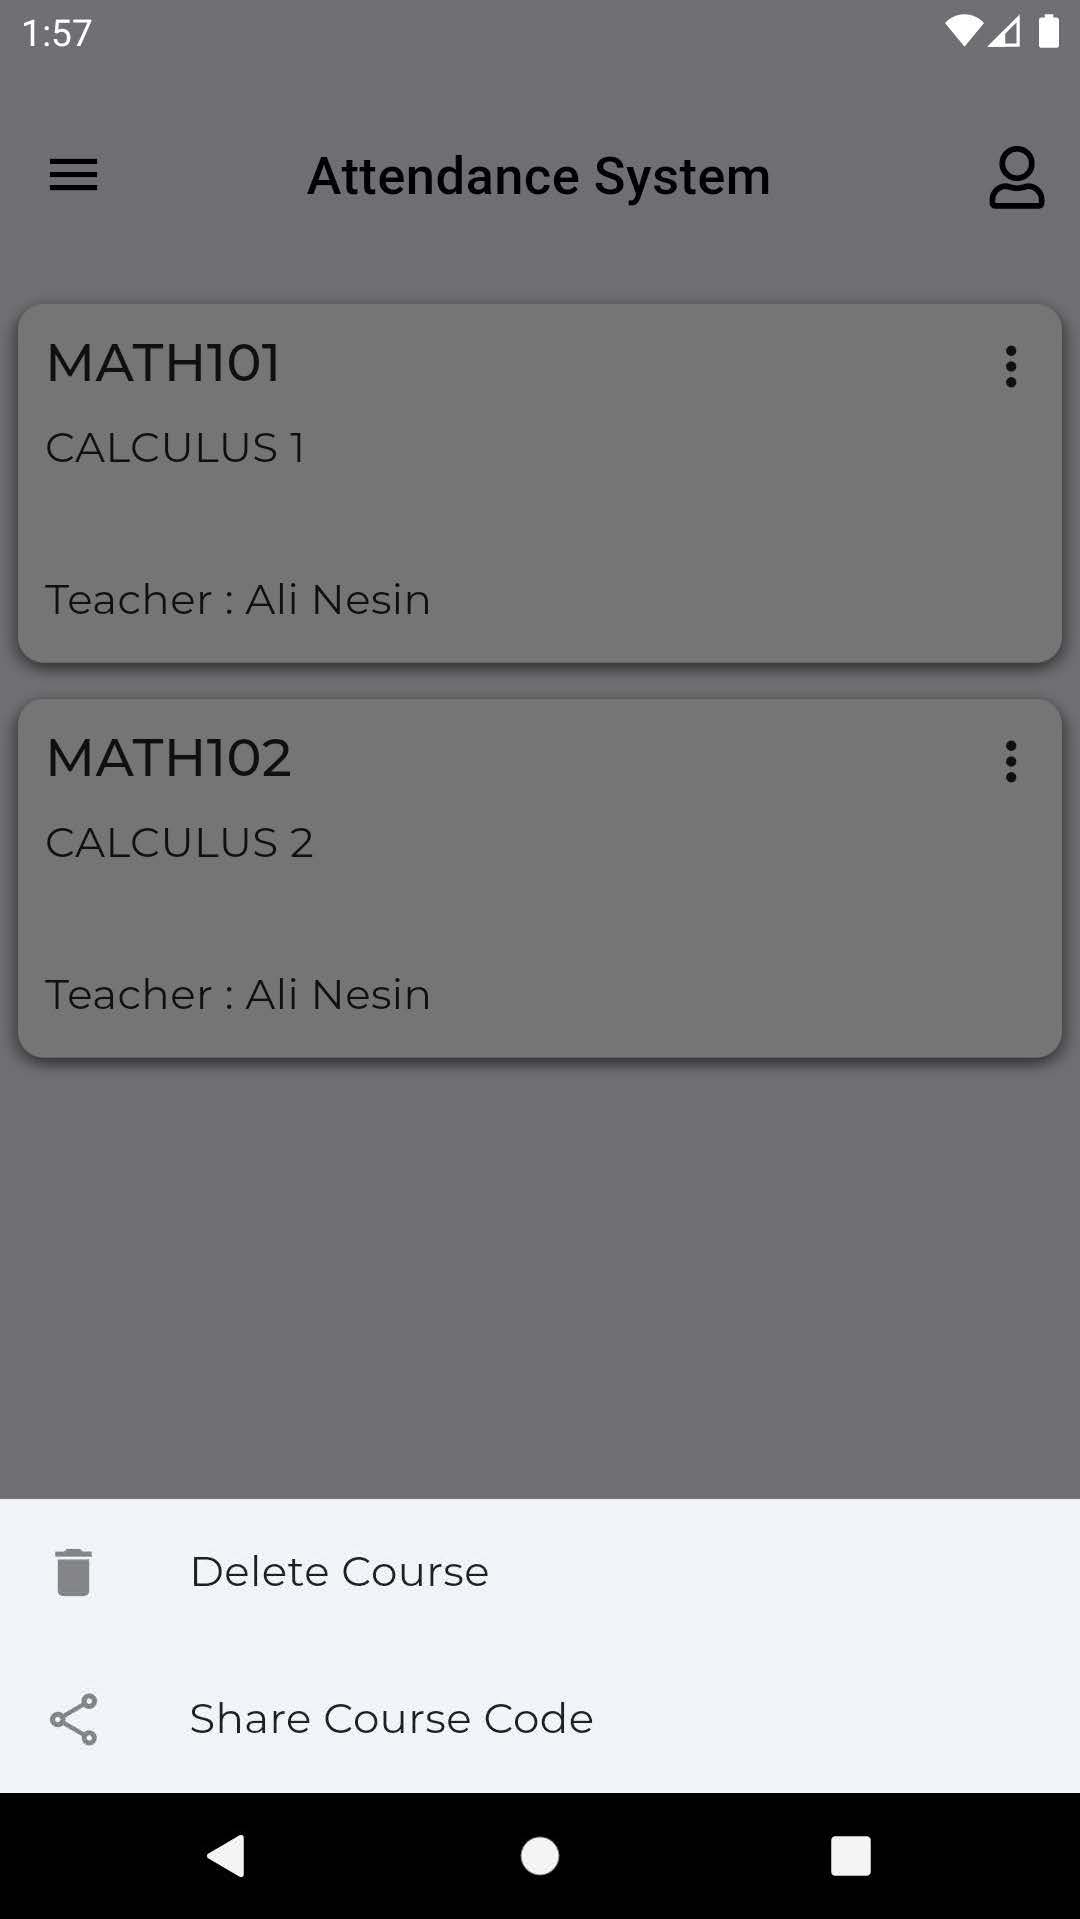 1:57
Attendance System
MATH101
CALCULUS 1
Teacher : Ali Nesin
MATH102
CALCULUS 2
Teacher : Ali Nesin
Delete Course
Share Course Code